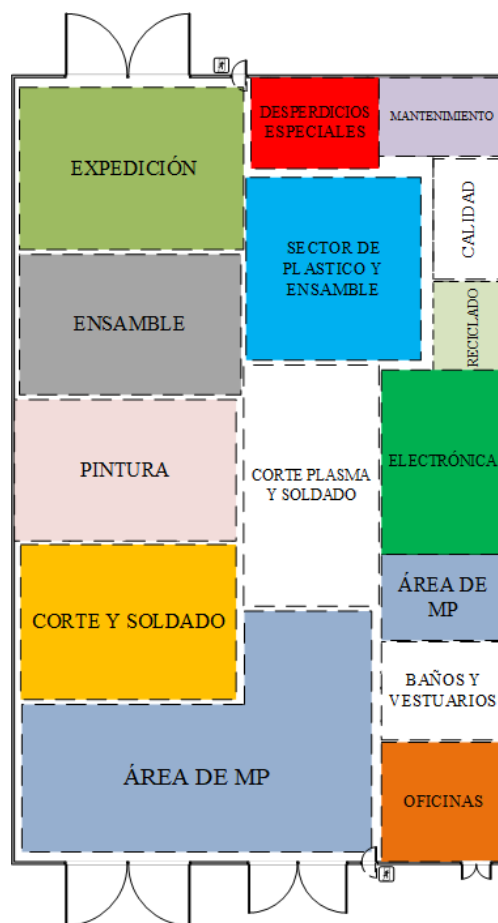 DESPERDICIOS
ESPECIALES
MANTENIMIENTO
EXPEDICIÓN
CALIDAD
SECTOR DE
PLASTICO Y
ENSAMBLE
ENSAMBLE
RECICLADO
PINTURA
CORTE PLASMA
Y SOLDADO
ELECTRÓNICA
CORTE Y SOLDADO
ÁREA DE
MP
BAÑOS Y
VESTUARIOS
ÁREA DE MP
OFICINAS